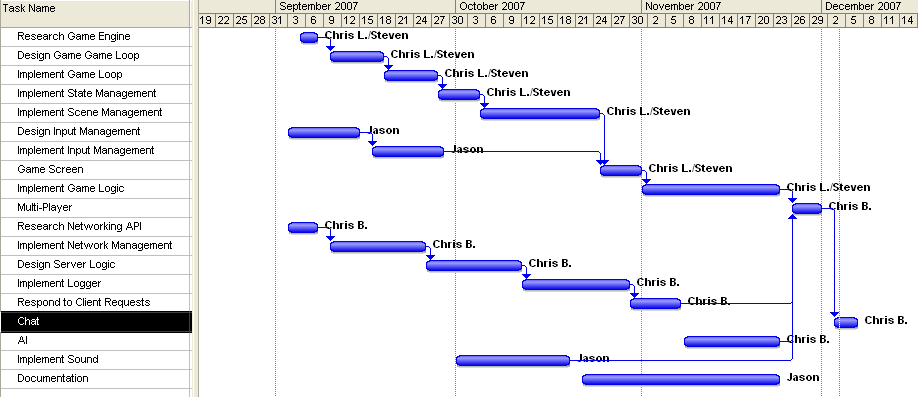 Task Name
September 2007 October 2007 November 2007 December 2007
19 22 25 28 31 3 6 9 12 15 18 21 24 27 30 3 6 9 12 15 18 21 24 27 30 2 5 8 11 14 17 20 23 26 29 2 5 8 11 14
Research Game Engine Chris L./Steven
Design Game Game Loop Chris L./Steven
Implement Game Loop Chris L./Steven
Implement State Management Chris L./Steven
Implement Scene Management Chris L./Steven
Design Input Management Jason
Implement Input Management Jason
Game Screen Chris L./Steven
Implement Game Logic Chris L./Steven
Multi-Player Chris B.
Research Networking API Chris B.
Implement Network Management Chris B.
Design Server Logic Chris B.
Implement Logger Chris B.
Respond to Client Requests Chris B.
Chat Chris B.
AI Chris B.
Implement Sound Jason
Documentation Jason